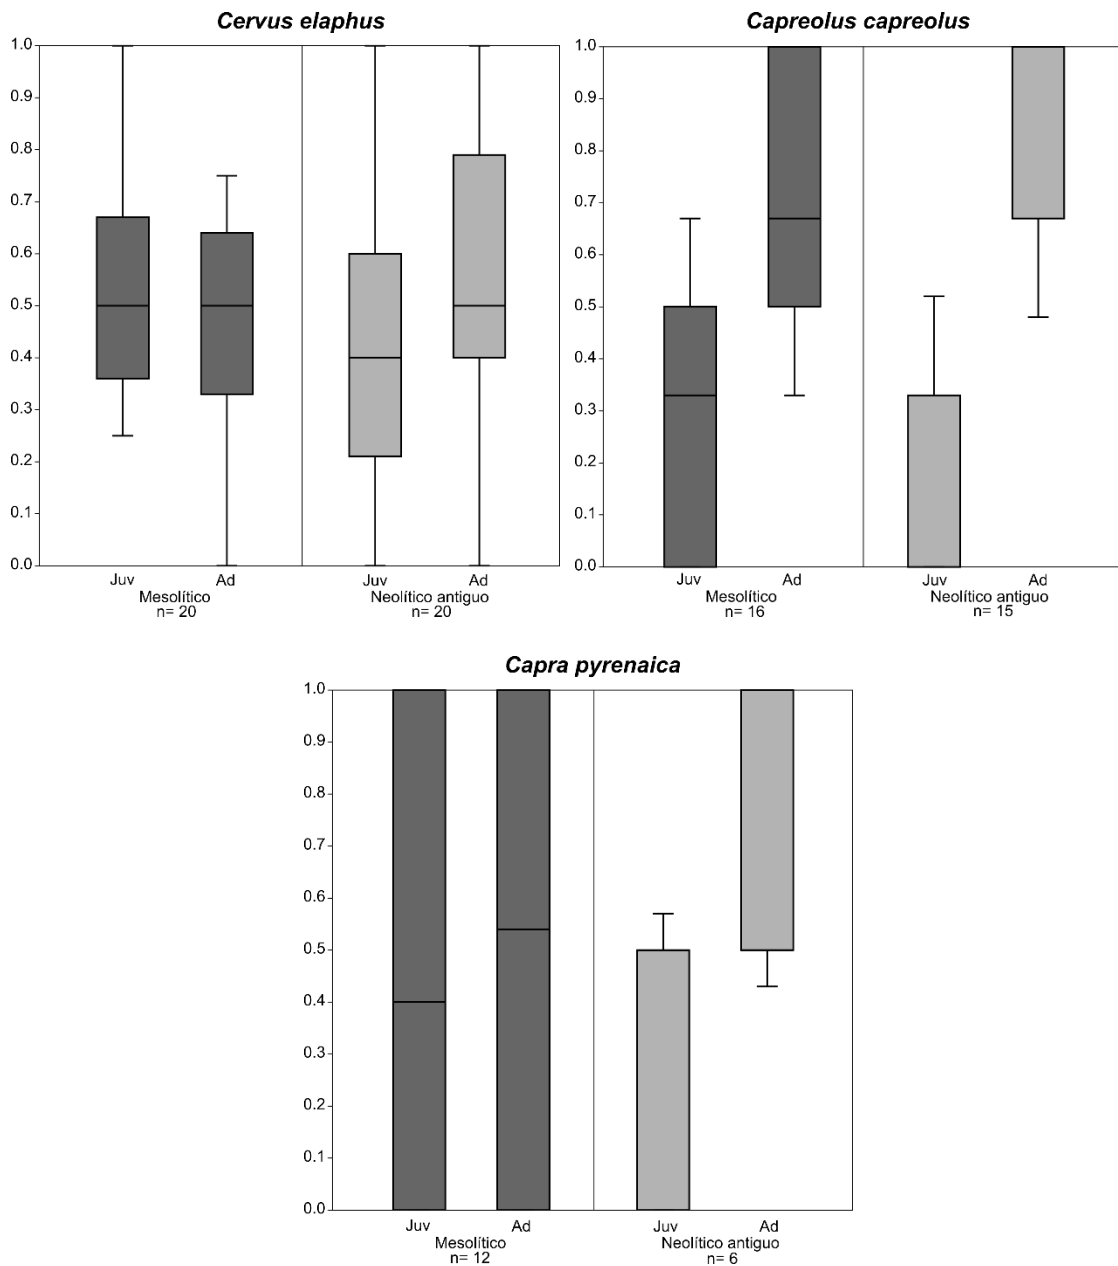 Cervus elaphus
1.0
0.9
0.8
0.7
0.6
0.5
0.4
0.3
0.2
0.1
0.0
Juv Ad Juv Ad
Mesolítico Neolítico antiguo
n= 20 n= 20
Capreolus capreolus
1.0
0.9
0.8
0.7
0.6
0.5
0.4
0.3
0.2
0.1
0.0
Juv Ad Juv Ad
Mesolítico Neolítico antiguo
n= 16 n= 15
Capra pyrenaica
1.0
0.9
0.8
0.7
0.6
0.5
0.4
0.3
0.2
0.1
0.0
Juv Ad Juv Ad
Mesolítico Neolítico antiguo
n= 12 n= 6